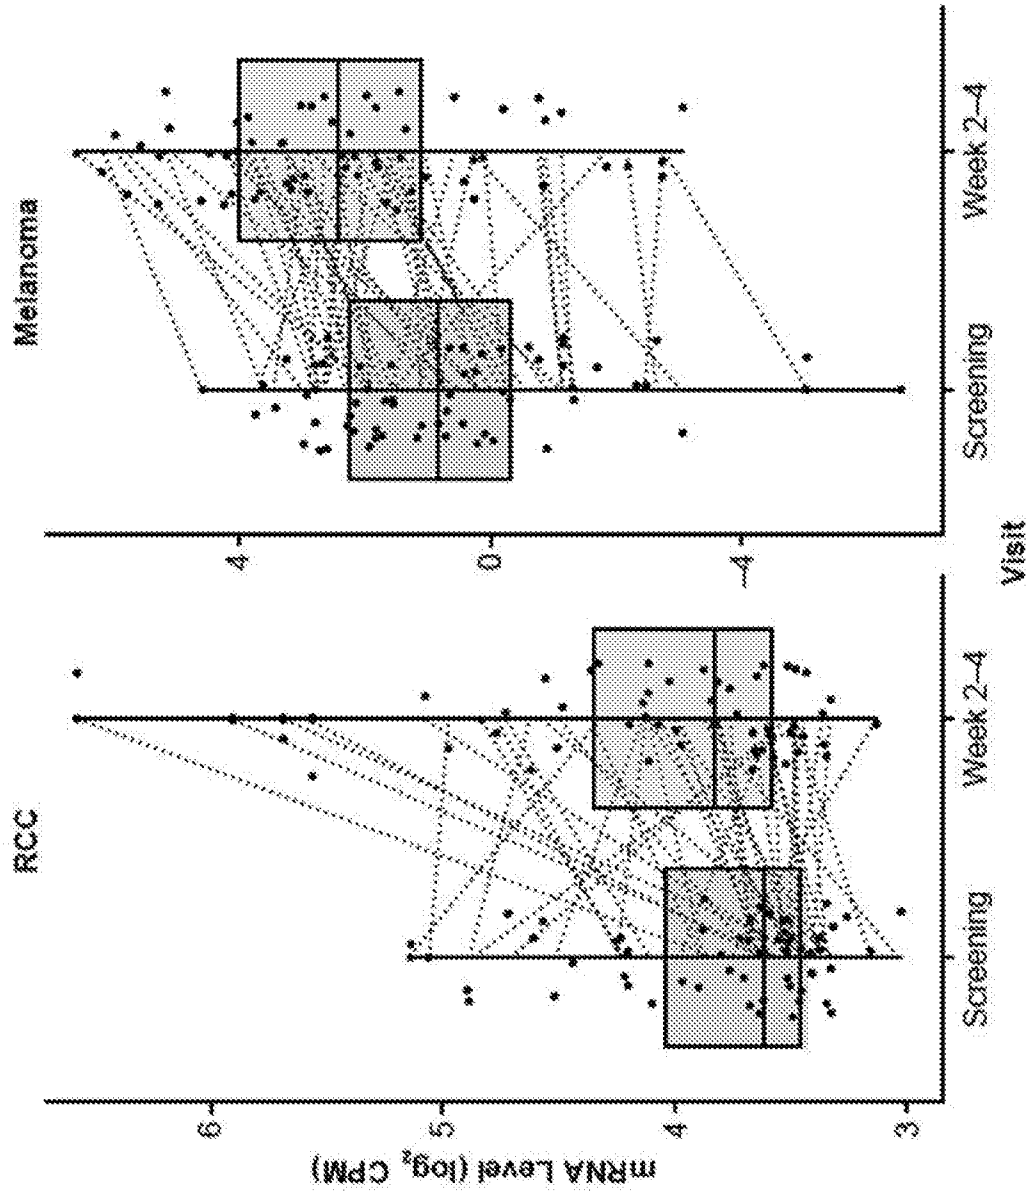 RCC
Melanoma
mRNA Level (log₂ CPM)
6
5
4
3
4
0
–4
Screening
Week 2–4
Screening
Week 2–4
Visit